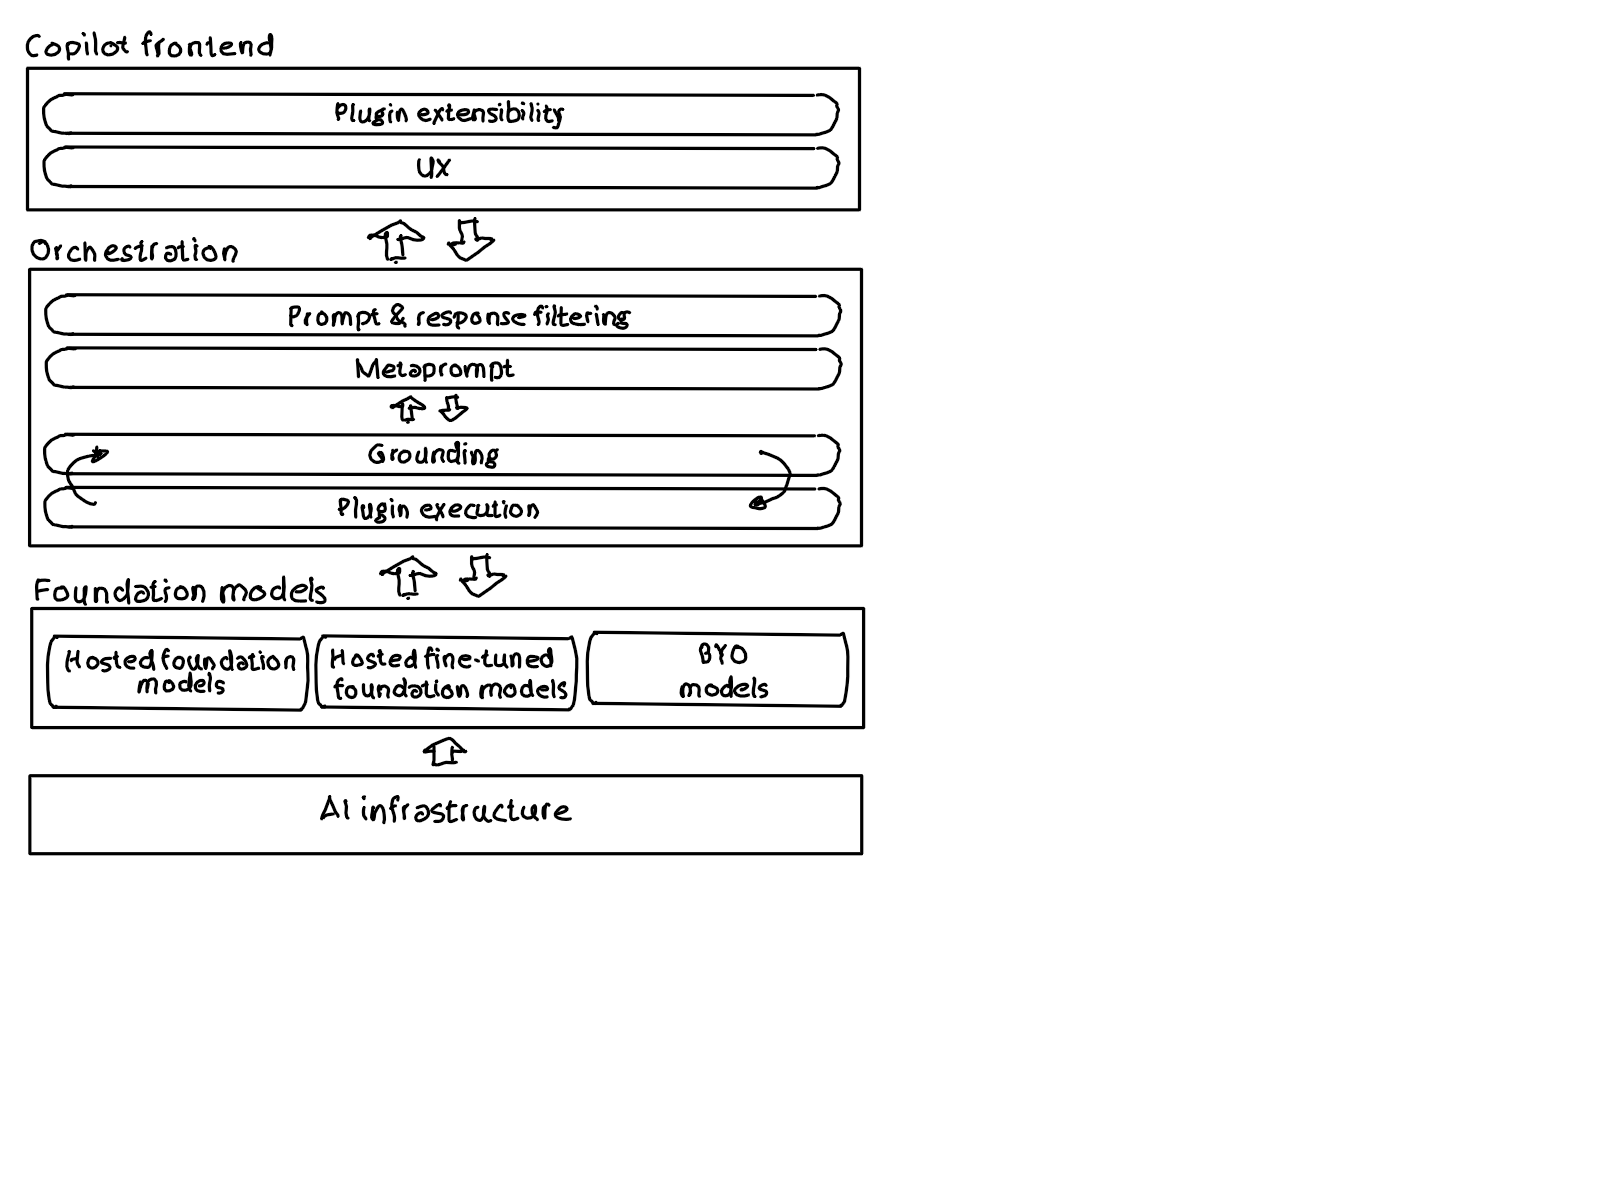 Copilot frontend
Plugin extensibility
UX
Orchestration
Prompt & response filtering
Metaprompt
Grounding
Plugin execution
Foundation models
Hosted foundation
models
Hosted fine-tuned
foundation models
BYO
models
AI infrastructure